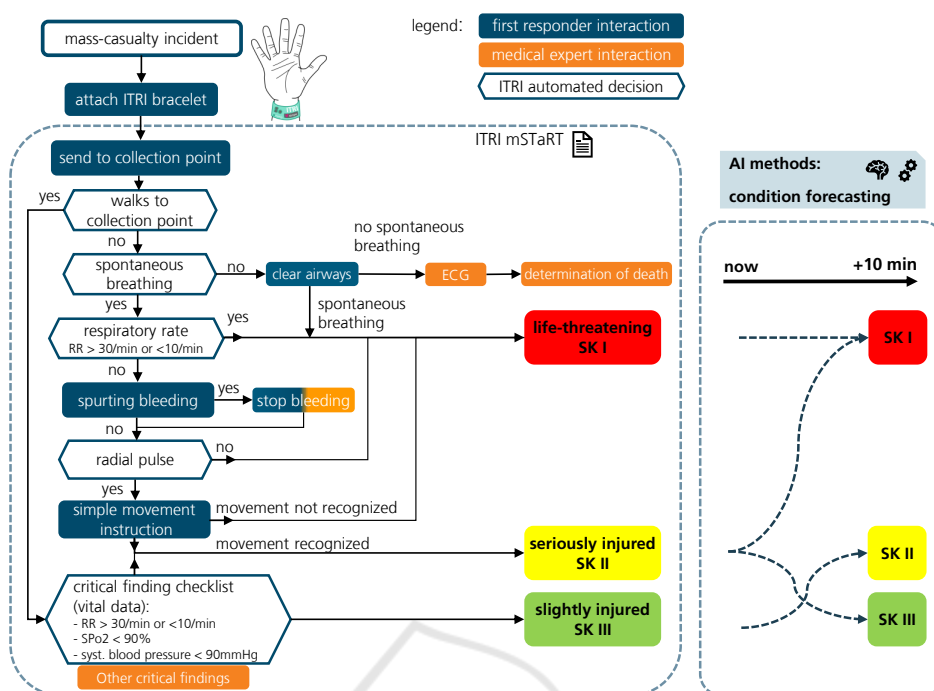 legend:
first responder interaction
medical expert interaction
ITRI automated decision
mass-casualty incident
attach ITRI bracelet
ITRI mSTaRT
send to collection point
yes
walks to
collection point
no
no spontaneous
breathing
spontaneous
breathing
no
clear airways
ECG
determination of death
yes
spontaneous
breathing
respiratory rate
RR > 30/min or <10/min
yes
life-threatening
SK I
no
spurting bleeding
yes
stop bleeding
no
radial pulse
no
yes
simple movement
instruction
movement not recognized
movement recognized
seriously injured
SK II
critical finding checklist
(vital data):
- RR > 30/min or <10/min
- SPo2 < 90%
- syst. blood pressure < 90mmHg
slightly injured
SK III
Other critical findings
AI methods:
condition forecasting
now
+10 min
SK I
SK II
SK III